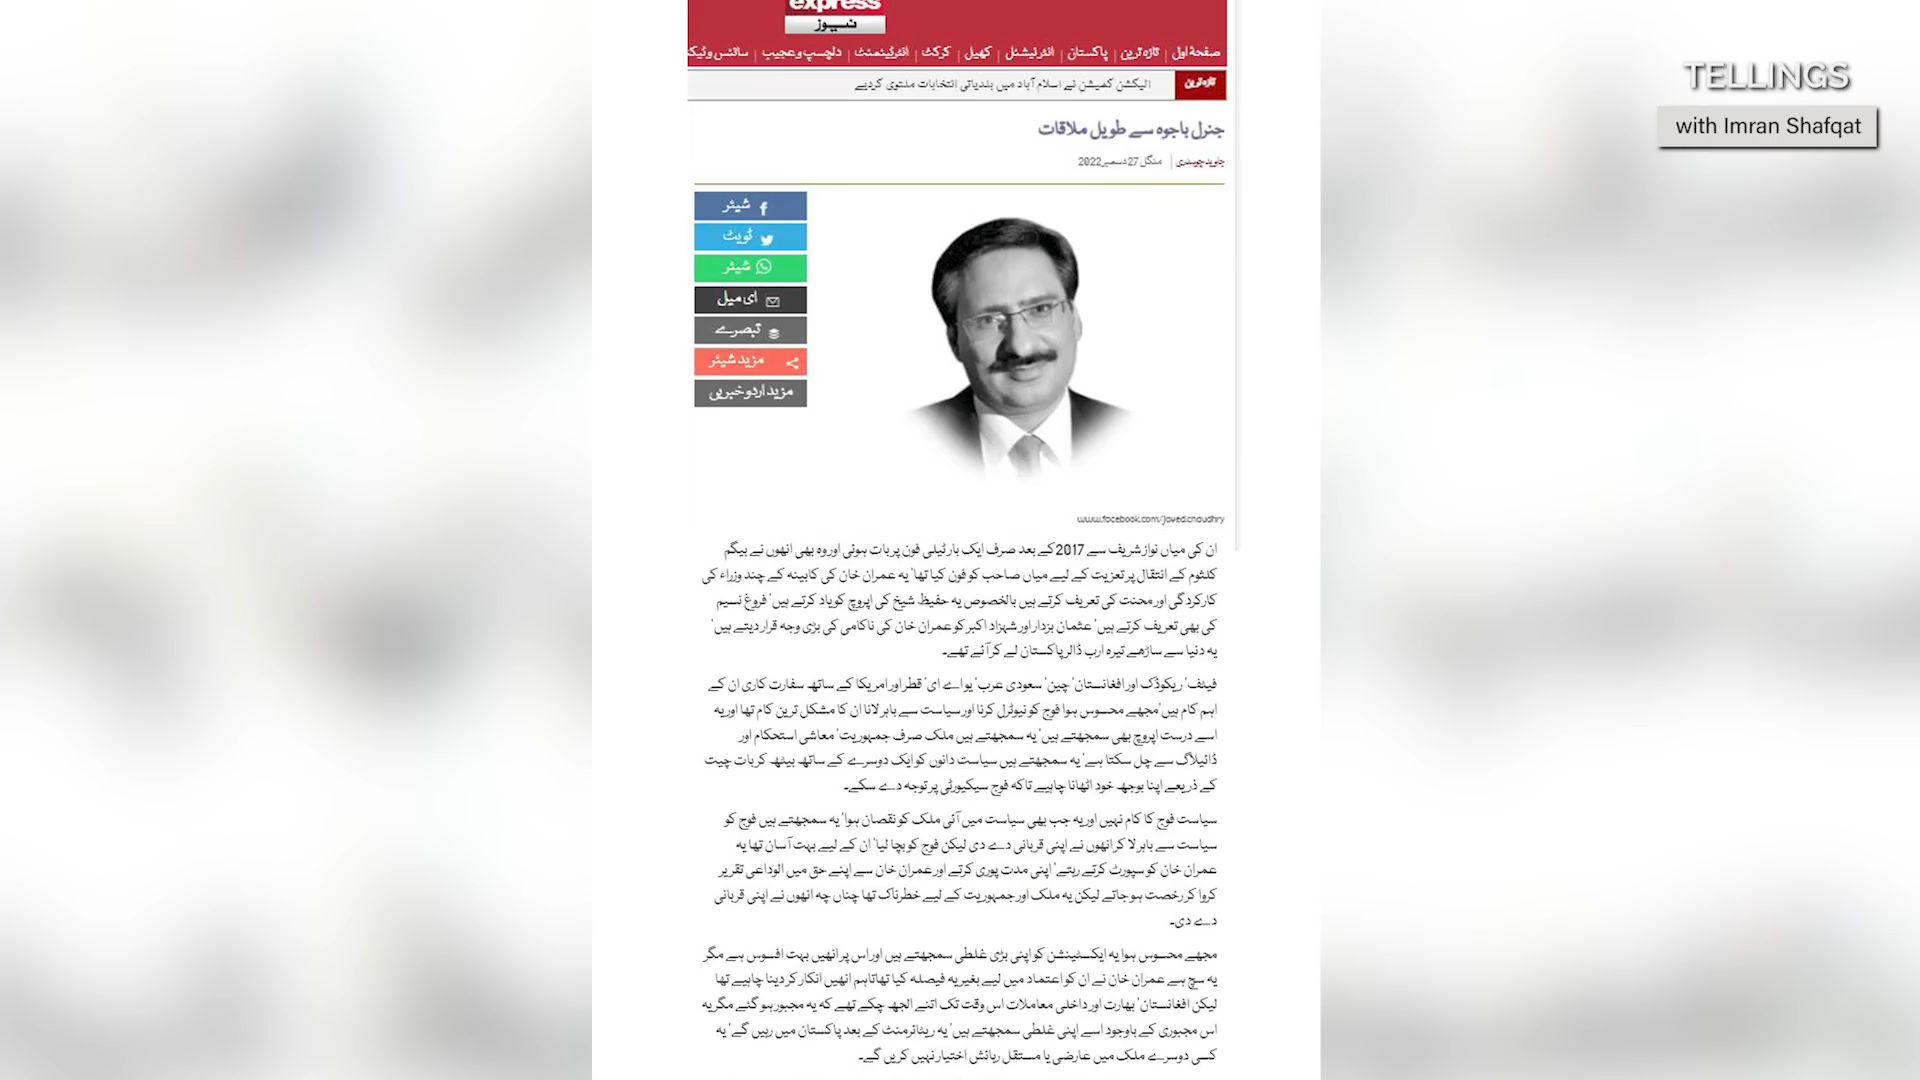 express
نیوز
صفحۂ اول | تازہ ترین | پاکستان | انٹرنیشنل | کھیل | کرکٹ | انٹرٹینمنٹ | دلچسپ و عجیب | سائنس و ٹیک
تازہ ترین الیکشن کمیشن نے اسلام آباد میں بلدیاتی انتخابات ملتوی کردیے
TELLINGS
with Imran Shafqat
جنرل باجوہ سے طویل ملاقات
جاوید چوہدری | منگل 27 دسمبر 2022
شیئر
ٹویٹ
شیئر
ای میل
تبصرے
مزید شیئر
مزید اردو خبریں
www.facebook.com/javed.chaudhry
ان کی میاں نواز شریف سے 2017 کے بعد صرف ایک بار ٹیلی فون پر بات ہوئی اور وہ بھی انھوں نے بیگم
کلثوم کے انتقال پر تعزیت کے لیے میاں صاحب کو فون کیا تھا' یہ عمران خان کی کابینہ کے چند وزراء کی
کارکردگی اور محنت کی تعریف کرتے ہیں بالخصوص یہ حفیظ شیخ کی اپروچ کو یاد کرتے ہیں' فروغ نسیم
کی بھی تعریف کرتے ہیں' عثمان بزدار اور شہزاد اکبر کو عمران خان کی ناکامی کی بڑی وجہ قرار دیتے ہیں'
یہ دنیا سے ساڑھے تیرہ ارب ڈالر پاکستان لے کر آئے تھے۔
فیٹف' ریکوڈک اور افغانستان' چین' سعودی عرب' یو اے ای' قطر اور امریکا کے ساتھ سفارت کاری ان کے
اہم کام ہیں' مجھے محسوس ہوا فوج کو نیوٹرل کرنا اور سیاست سے باہر لانا ان کا مشکل ترین کام تھا اور یہ
اسے درست اپروچ بھی سمجھتے ہیں' یہ سمجھتے ہیں ملک صرف جمہوریت' معاشی استحکام اور
ڈائیلاگ سے چل سکتا ہے' یہ سمجھتے ہیں سیاست دانوں کو ایک دوسرے کے ساتھ بیٹھ کر بات چیت
کے ذریعے اپنا بوجھ خود اٹھانا چاہیے تاکہ فوج سیکیورٹی پر توجہ دے سکے۔
سیاست فوج کا کام نہیں اور یہ جب بھی سیاست میں آئی ملک کو نقصان ہوا' یہ سمجھتے ہیں فوج کو
سیاست سے باہر لا کر انھوں نے اپنی قربانی دے دی لیکن فوج کو بچا لیا' ان کے لیے بہت آسان تھا یہ
عمران خان کو سپورٹ کرتے رہتے' اپنی مدت پوری کرتے اور عمران خان سے اپنے حق میں الوداعی تقریر
کروا کر رخصت ہو جاتے لیکن یہ ملک اور جمہوریت کے لیے خطرناک تھا چناں چہ انھوں نے اپنی قربانی
دے دی۔
مجھے محسوس ہوا یہ ایکسٹینشن کو اپنی بڑی غلطی سمجھتے ہیں اور اس پر انھیں بہت افسوس ہے مگر
یہ سچ ہے عمران خان نے ان کو اعتماد میں لیے بغیر یہ فیصلہ کیا تھا تاہم انھیں انکار کر دینا چاہیے تھا
لیکن افغانستان' بھارت اور داخلی معاملات اس وقت تک اتنے الجھ چکے تھے کہ یہ مجبور ہو گئے مگر یہ
اس مجبوری کے باوجود اسے اپنی غلطی سمجھتے ہیں' یہ ریٹائرمنٹ کے بعد پاکستان میں رہیں گے' یہ
کسی دوسرے ملک میں عارضی یا مستقل رہائش اختیار نہیں کریں گے۔